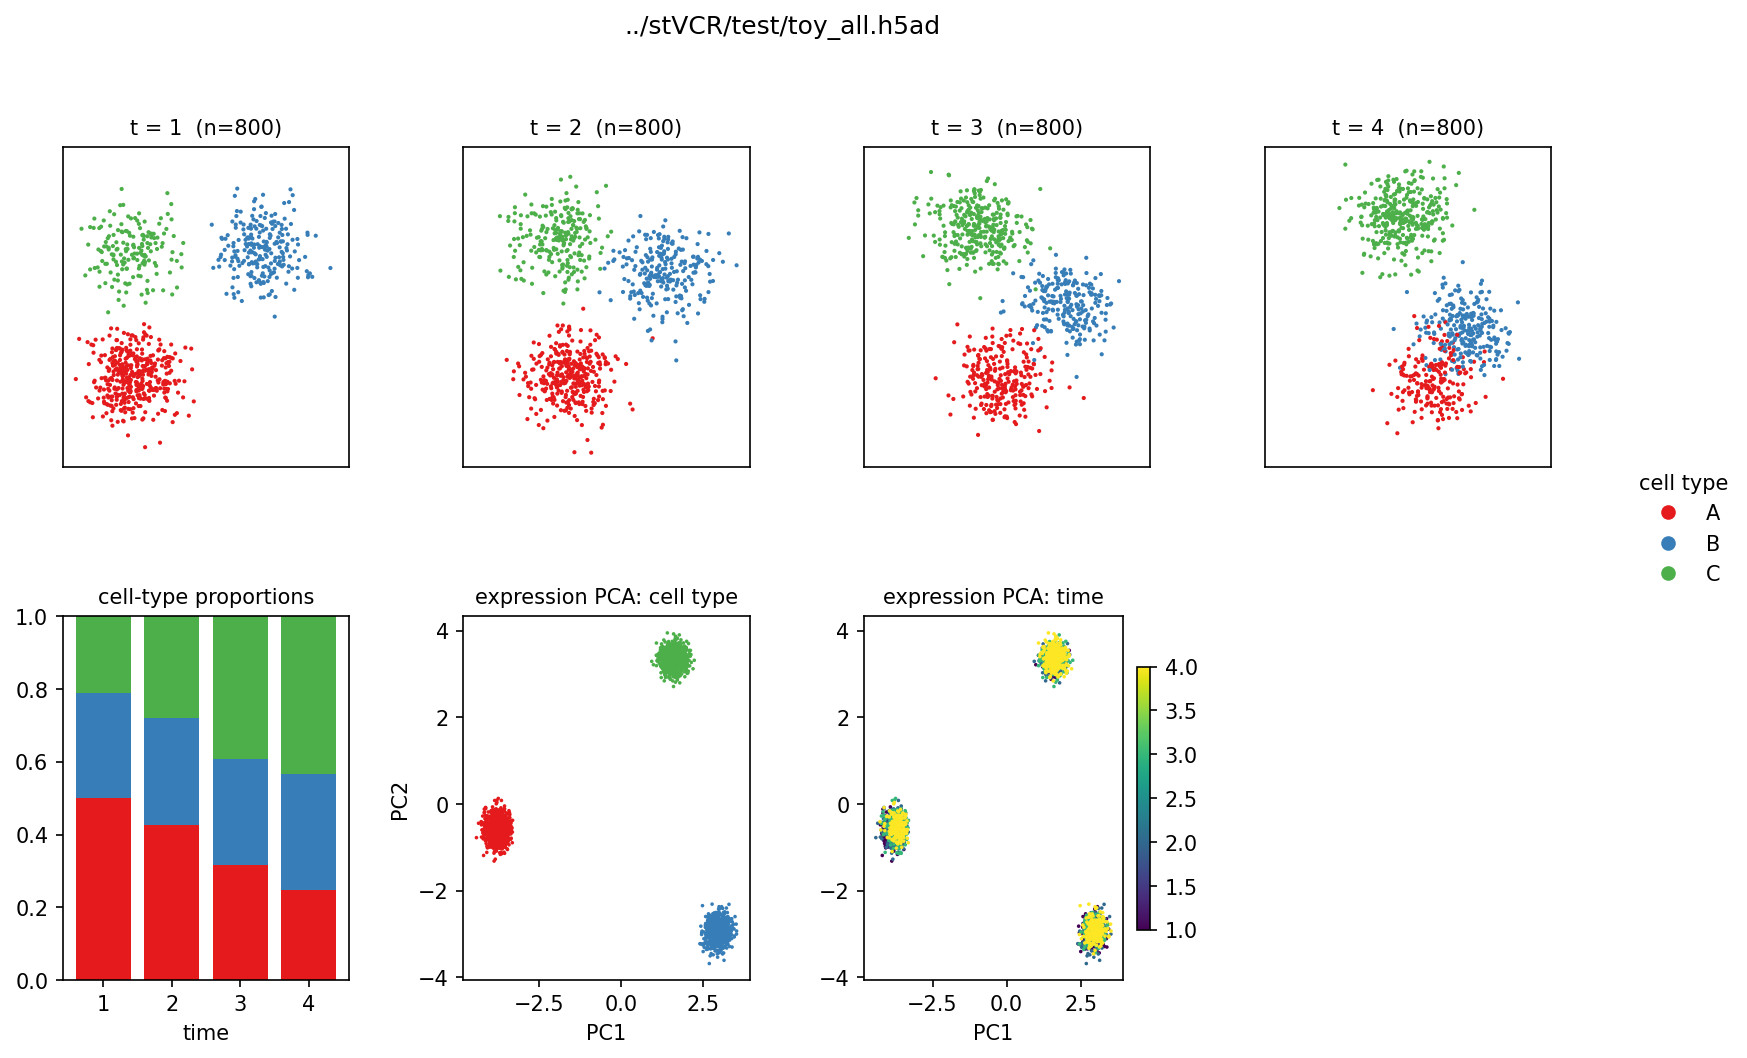 ../stVCR/test/toy_all.h5ad
t = 1  (n=800)
t = 2  (n=800)
t = 3  (n=800)
t = 4  (n=800)
cell type
A
B
C
cell-type proportions
1.0
0.8
0.6
0.4
0.2
0.0
1 2 3 4
time
expression PCA: cell type
PC2
4
2
0
−2
−4
−2.5 0.0 2.5
PC1
expression PCA: time
4
2
0
−2
−4
−2.5 0.0 2.5
PC1
4.0
3.5
3.0
2.5
2.0
1.5
1.0